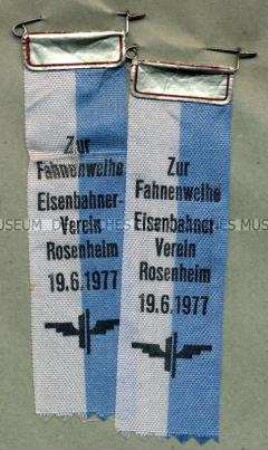 Zur
Fahnenweihe
Eisenbahner-
Verein
Rosenheim
19.6.1977
Zur
Fahnenweihe
Eisenbahner-
Verein
Rosenheim
19.6.1977